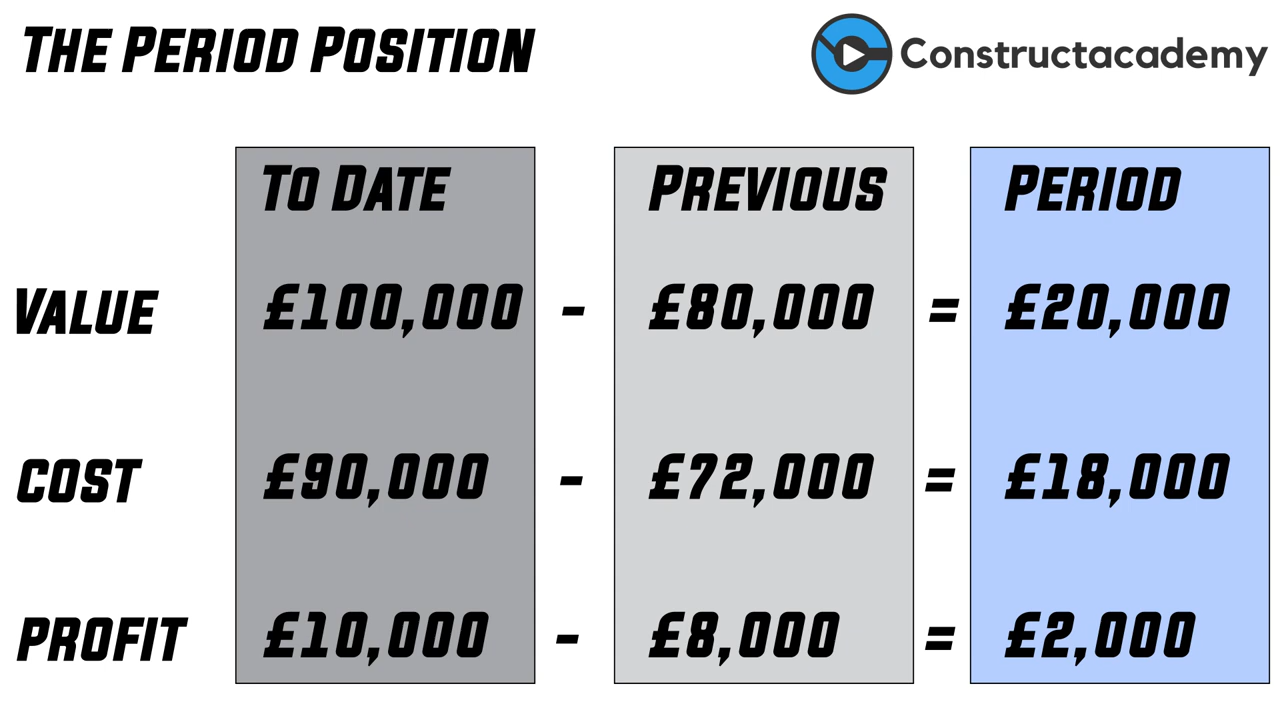 The Period Position
Constructacademy
To Date Previous Period
Value £100,000 - £80,000 = £20,000
Cost £90,000 - £72,000 = £18,000
Profit £10,000 - £8,000 = £2,000